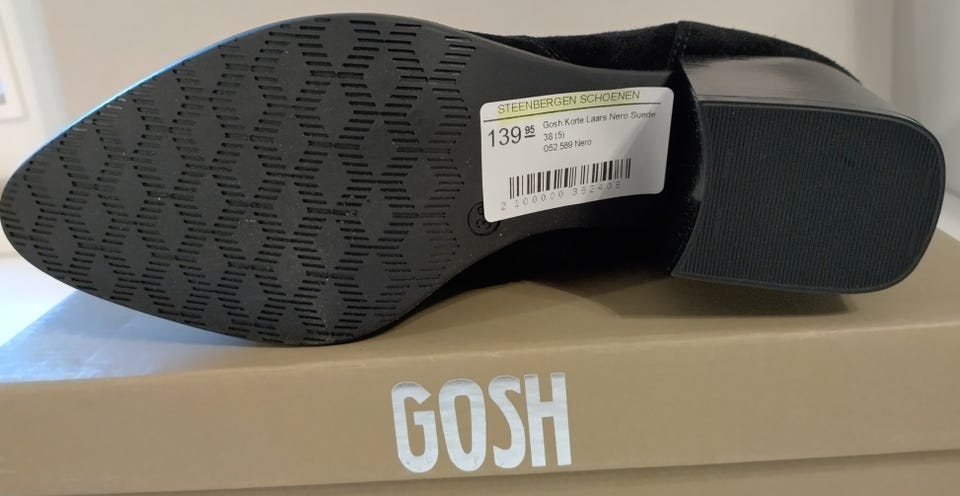 STEENBERGEN SCHOENEN
139 95
Gosh Korte Laars Nero Suede
38 (5)
052.589 Nero
2 100000 382408
GOSH